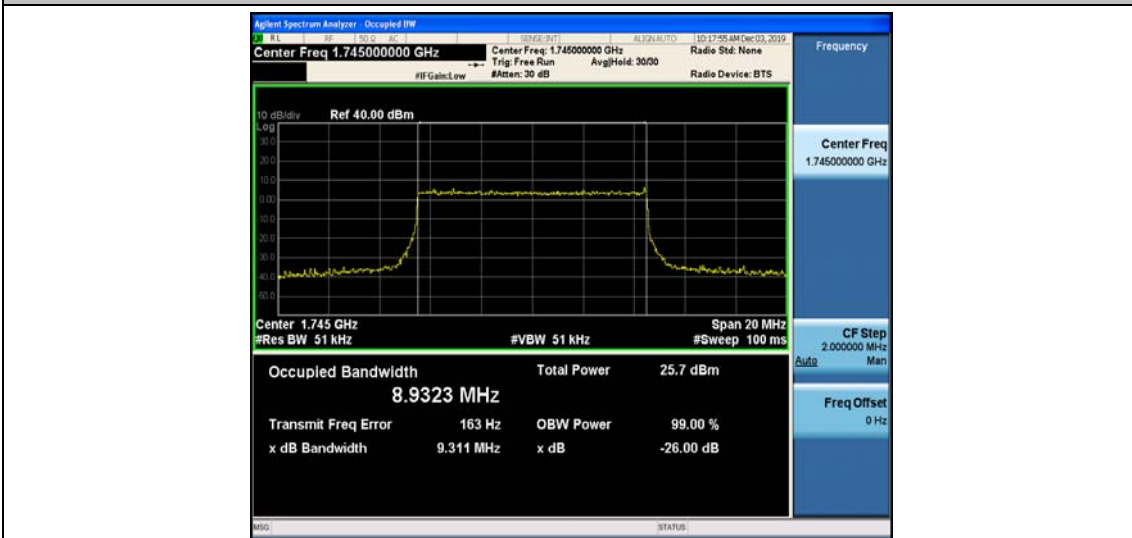 Agilent Spectrum Analyzer - Occupied BW
RL RF 50 Ω AC SENSE:INT ALIGN AUTO 10:17:55 AM Dec 03, 2019
Center Freq 1.745000000 GHz
Center Freq: 1.745000000 GHz Radio Std: None
Trig: Free Run Avg|Hold: 30/30
#IFGain:Low #Atten: 30 dB Radio Device: BTS
Frequency
10 dB/div Ref 40.00 dBm
Log
30.0
20.0
10.0
0.00
-10.0
-20.0
-30.0
-40.0
-50.0
Center 1.745 GHz Span 20 MHz
#Res BW 51 kHz #VBW 51 kHz #Sweep 100 ms
Occupied Bandwidth Total Power 25.7 dBm
8.9323 MHz
Transmit Freq Error 163 Hz OBW Power 99.00 %
x dB Bandwidth 9.311 MHz x dB -26.00 dB
Center Freq
1.745000000 GHz
CF Step
2.000000 MHz
Auto Man
Freq Offset
0 Hz
MSG STATUS